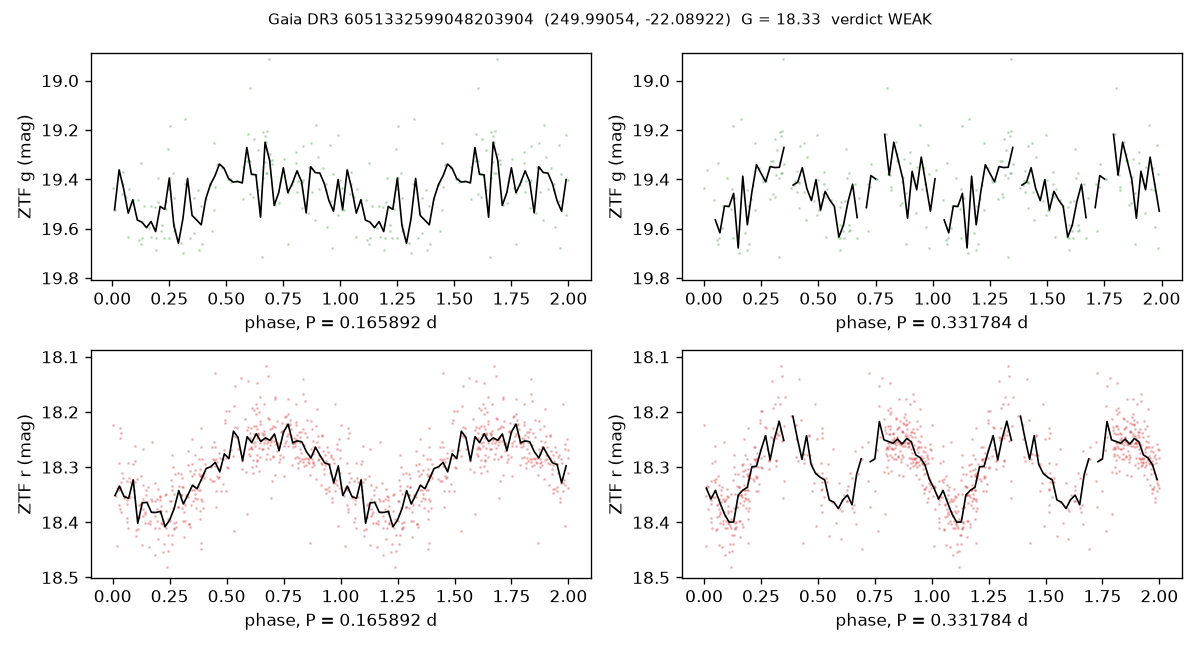 Gaia DR3 6051332599048203904  (249.99054, -22.08922)  G = 18.33  verdict WEAK
ZTF g (mag)
19.0
19.2
19.4
19.6
19.8
0.00 0.25 0.50 0.75 1.00 1.25 1.50 1.75 2.00
phase, P = 0.165892 d
ZTF g (mag)
19.0
19.2
19.4
19.6
19.8
0.00 0.25 0.50 0.75 1.00 1.25 1.50 1.75 2.00
phase, P = 0.331784 d
ZTF r (mag)
18.1
18.2
18.3
18.4
18.5
0.00 0.25 0.50 0.75 1.00 1.25 1.50 1.75 2.00
phase, P = 0.165892 d
ZTF r (mag)
18.1
18.2
18.3
18.4
18.5
0.00 0.25 0.50 0.75 1.00 1.25 1.50 1.75 2.00
phase, P = 0.331784 d